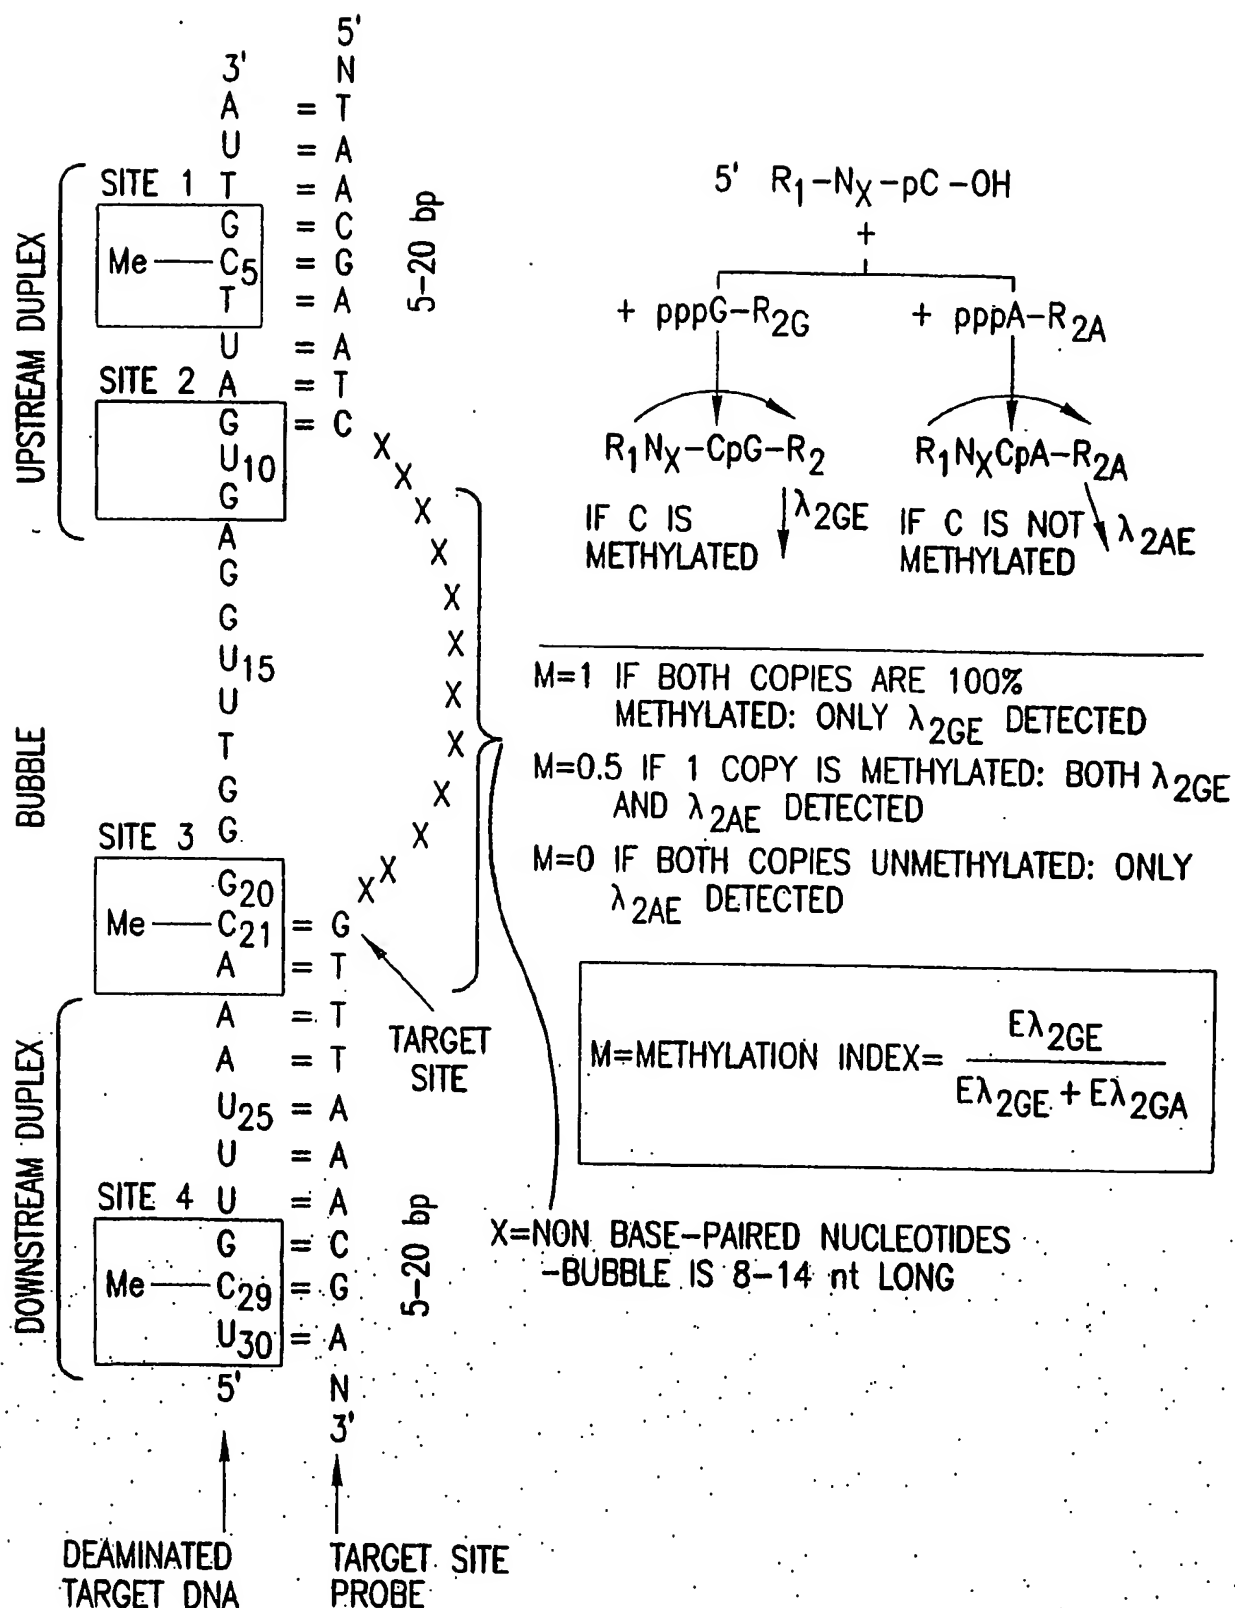 5'
3' N
A = T
U = A
SITE 1 T = A
G = C
Me — C5 = G
T = A
U = A
SITE 2 A = T
G = C
U10
G
A
G
G
U15
U
T
G
SITE 3 G
G20
Me — C21 = G
A = T
A = T
A = T
U25 = A
U = A
SITE 4 U = A
G = C
Me — C29 = G
U30 = A
5' N
3'
X
X
X
X
X
X
X
X
X
X
X
X
UPSTREAM DUPLEX
BUBBLE
DOWNSTREAM DUPLEX
5-20 bp
5-20 bp
TARGET
SITE
DEAMINATED
TARGET DNA
TARGET SITE
PROBE
5' R1-NX-pC-OH
+
+ pppG-R2G
+ pppA-R2A
R1NX-CpG-R2
R1NXCpA-R2A
IF C IS
METHYLATED
λ2GE
IF C IS NOT
METHYLATED
λ2AE
M=1 IF BOTH COPIES ARE 100%
METHYLATED: ONLY λ2GE DETECTED
M=0.5 IF 1 COPY IS METHYLATED: BOTH λ2GE
AND λ2AE DETECTED
M=0 IF BOTH COPIES UNMETHYLATED: ONLY
λ2AE DETECTED
M=METHYLATION INDEX=
Eλ2GE
Eλ2GE + Eλ2GA
X=NON BASE-PAIRED NUCLEOTIDES
-BUBBLE IS 8-14 nt LONG